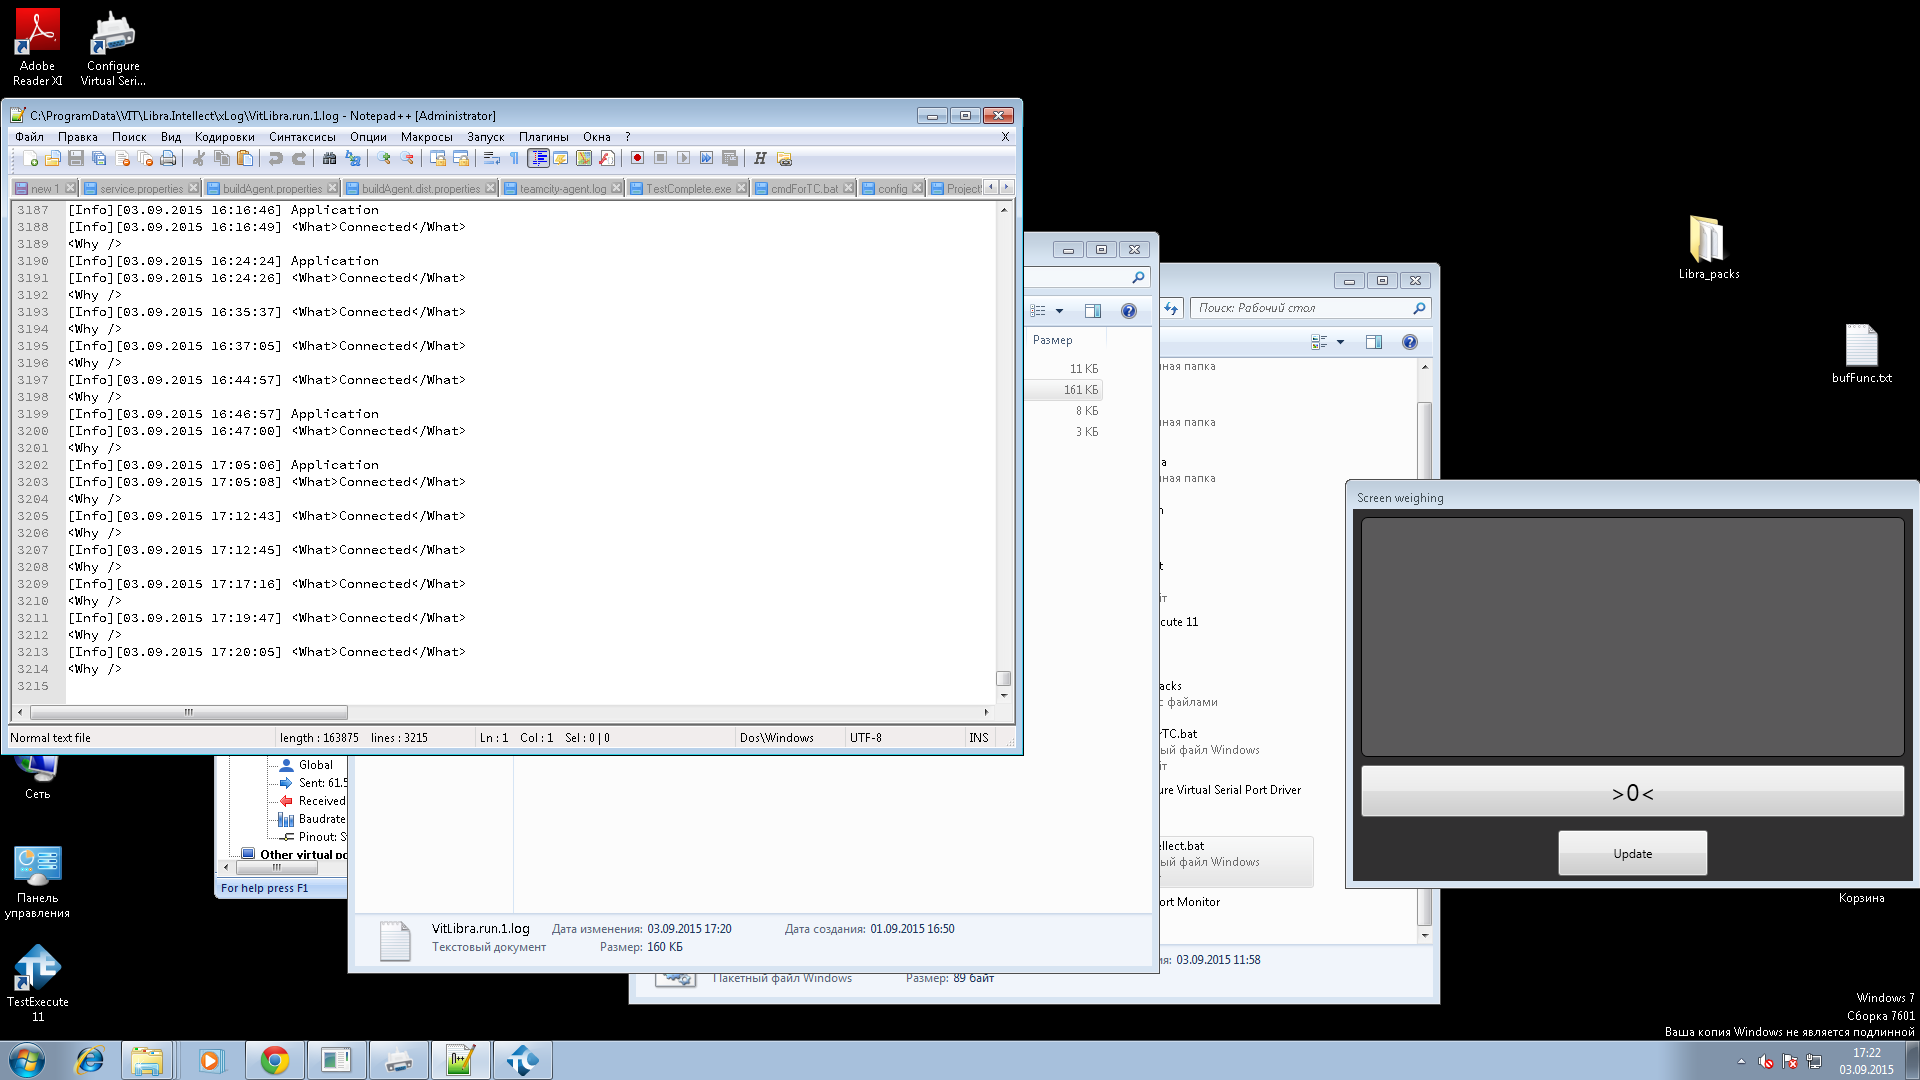 Adobe
Reader XI
Configure
Virtual Seri...
C:\ProgramData\VIT\Libra.Intellect\xLog\VitLibra.run.1.log - Notepad++ [Administrator]
Файл Правка Поиск Вид Кодировки Синтаксисы Опции Макросы Запуск Плагины Окна ? X
new 1 service.properties buildAgent.properties buildAgent.dist.properties teamcity-agent.log TestComplete.exe cmdForTC.bat config Project
3187 [Info][03.09.2015 16:16:46] Application
3188 [Info][03.09.2015 16:16:49] <What>Connected</What>
3189 <Why />
3190 [Info][03.09.2015 16:24:24] Application
3191 [Info][03.09.2015 16:24:26] <What>Connected</What>
3192 <Why />
3193 [Info][03.09.2015 16:35:37] <What>Connected</What>
3194 <Why />
3195 [Info][03.09.2015 16:37:05] <What>Connected</What>
3196 <Why />
3197 [Info][03.09.2015 16:44:57] <What>Connected</What>
3198 <Why />
3199 [Info][03.09.2015 16:46:57] Application
3200 [Info][03.09.2015 16:47:00] <What>Connected</What>
3201 <Why />
3202 [Info][03.09.2015 17:05:06] Application
3203 [Info][03.09.2015 17:05:08] <What>Connected</What>
3204 <Why />
3205 [Info][03.09.2015 17:12:43] <What>Connected</What>
3206 <Why />
3207 [Info][03.09.2015 17:12:45] <What>Connected</What>
3208 <Why />
3209 [Info][03.09.2015 17:17:16] <What>Connected</What>
3210 <Why />
3211 [Info][03.09.2015 17:19:47] <What>Connected</What>
3212 <Why />
3213 [Info][03.09.2015 17:20:05] <What>Connected</What>
3214 <Why />
3215
Normal text file length : 163875 lines : 3215 Ln : 1 Col : 1 Sel : 0 | 0 Dos\Windows UTF-8 INS
Размер
11 КБ
161 КБ
8 КБ
3 КБ
Поиск: Рабочий стол
ная папка
ная папка
а
ная папка
n
t
йт
cute 11
acks
с файлами
rTC.bat
ый файл Windows
йт
ure Virtual Serial Port Driver
ellect.bat
ый файл Windows
ort Monitor
ия: 03.09.2015 11:58
Пакетный файл Windows Размер: 89 байт
Libra_packs
bufFunc.txt
Screen weighing
>0<
Update
Корзина
Сеть
Global
Sent: 61.5
Received
Baudrate
Pinout: S
Other virtual po
For help press F1
VitLibra.run.1.log Дата изменения: 03.09.2015 17:20 Дата создания: 01.09.2015 16:50
Текстовый документ Размер: 160 КБ
Панель
управления
TestExecute
11
Windows 7
Сборка 7601
Ваша копия Windows не является подлинной
17:22
03.09.2015